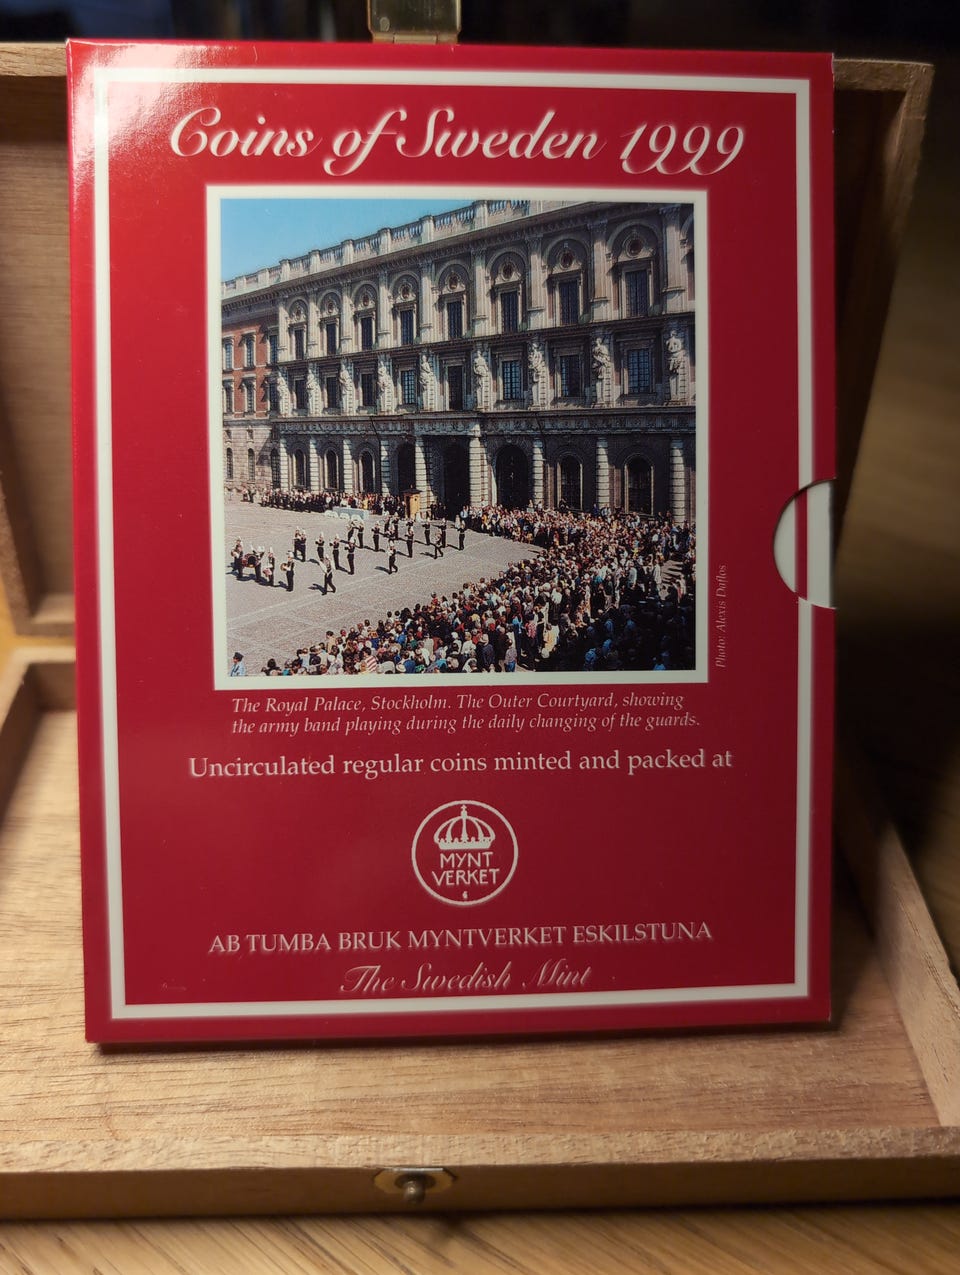 Coins of Sweden 1999
Photo: Alexis Daflos
The Royal Palace, Stockholm. The Outer Courtyard, showing
the army band playing during the daily changing of the guards.
Uncirculated regular coins minted and packed at
MYNT
VERKET
AB TUMBA BRUK MYNTVERKET ESKILSTUNA
The Swedish Mint